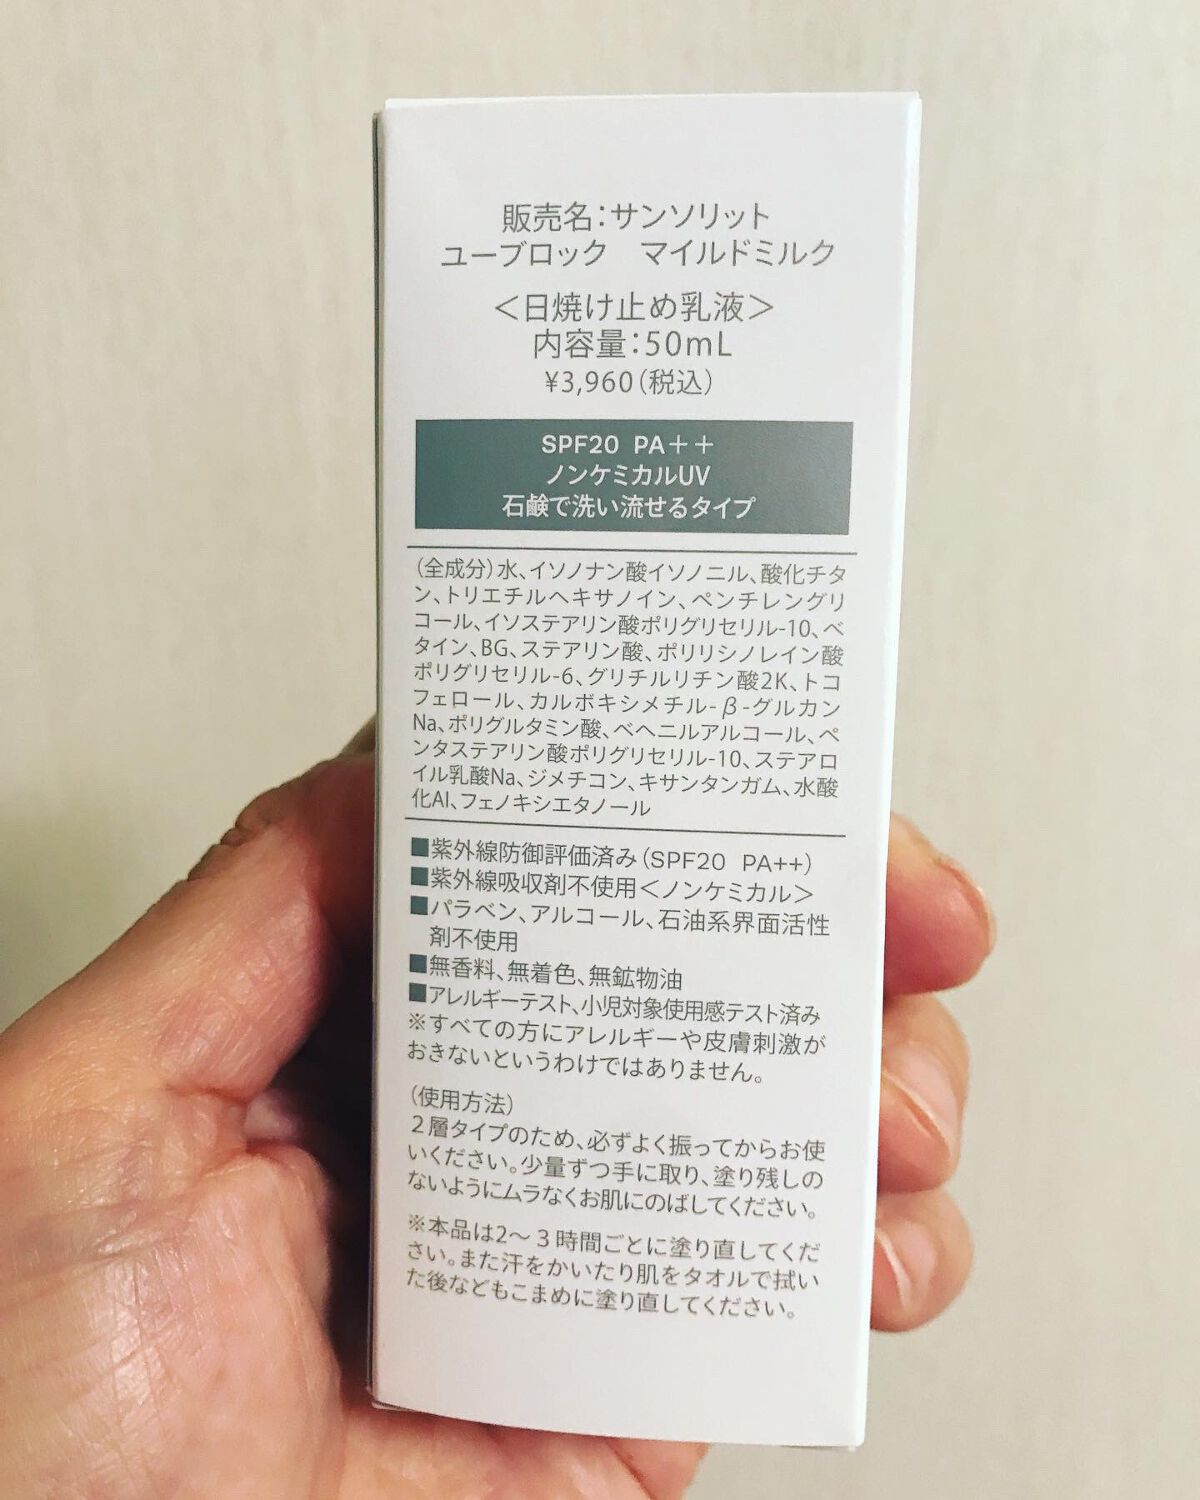 販売名：サンソリット
ユーブロック　マイルドミルク
＜日焼け止め乳液＞
内容量：50mL
¥3,960（税込）
SPF20 PA＋＋
ノンケミカルUV
石鹸で洗い流せるタイプ
（全成分）水、イソノナン酸イソノニル、酸化チタ
ン、トリエチルヘキサノイン、ペンチレングリ
コール、イソステアリン酸ポリグリセリル-10、ベ
タイン、BG、ステアリン酸、ポリリシノレイン酸
ポリグリセリル-6、グリチルリチン酸2K、トコ
フェロール、カルボキシメチル-β-グルカン
Na、ポリグルタミン酸、ベヘニルアルコール、ペ
ンタステアリン酸ポリグリセリル-10、ステアロ
イル乳酸Na、ジメチコン、キサンタンガム、水酸
化Al、フェノキシエタノール
■紫外線防御評価済み（SPF20 PA++）
■紫外線吸収剤不使用＜ノンケミカル＞
■パラベン、アルコール、石油系界面活性
剤不使用
■無香料、無着色、無鉱物油
■アレルギーテスト、小児対象使用感テスト済み
※すべての方にアレルギーや皮膚刺激が
おきないというわけではありません。
（使用方法）
２層タイプのため、必ずよく振ってからお使
いください。少量ずつ手に取り、塗り残しの
ないようにムラなくお肌にのばしてください。
※本品は2～３時間ごとに塗り直してくだ
さい。また汗をかいたり肌をタオルで拭い
た後などもこまめに塗り直してください。